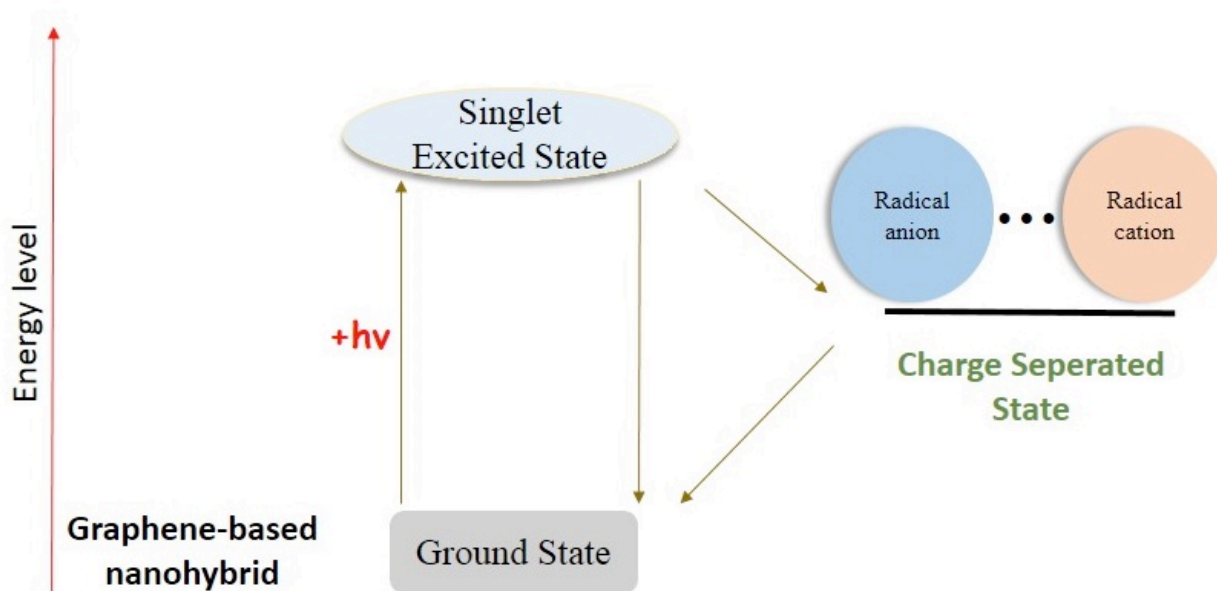 Energy level
Singlet
Excited State
Radical
anion
Radical
cation
+hv
Charge Seperated
State
Graphene-based
nanohybrid
Ground State